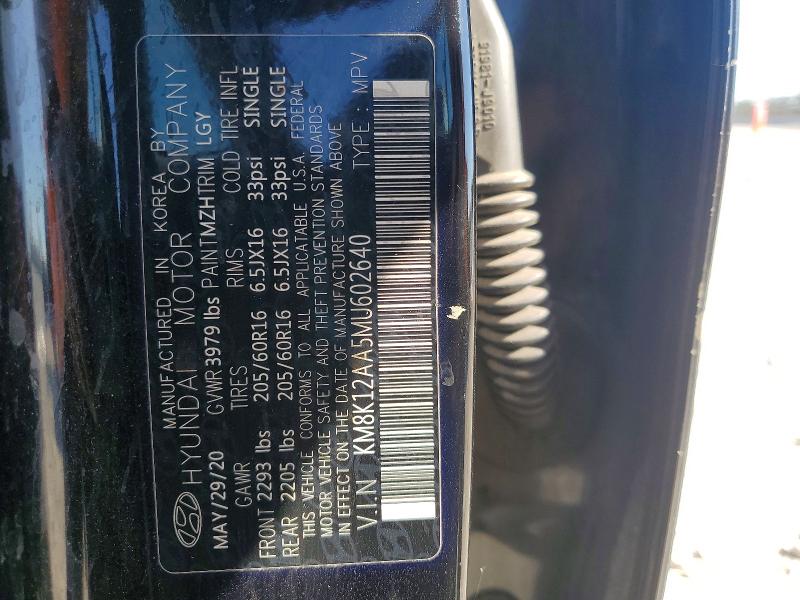 MANUFACTURED IN KOREA BY
HYUNDAI MOTOR COMPANY
MAY/29/20 GVWR 3979 lbs PAINT MZH TRIM LGY
GAWR TIRES RIMS COLD TIRE INFL
FRONT 2293 lbs 205/60R16 6.5JX16 33psi SINGLE
REAR 2205 lbs 205/60R16 6.5JX16 33psi SINGLE
THIS VEHICLE CONFORMS TO ALL APPLICATABLE U.S.A. FEDERAL
MOTOR VEHICLE SAFETY AND THEFT PREVENTION STANDARDS
IN EFFECT ON THE DATE OF MANUFACTURE SHOWN ABOVE
V.I.N KM8K12AA5MU602640 TYPE : MPV
91981-J9010